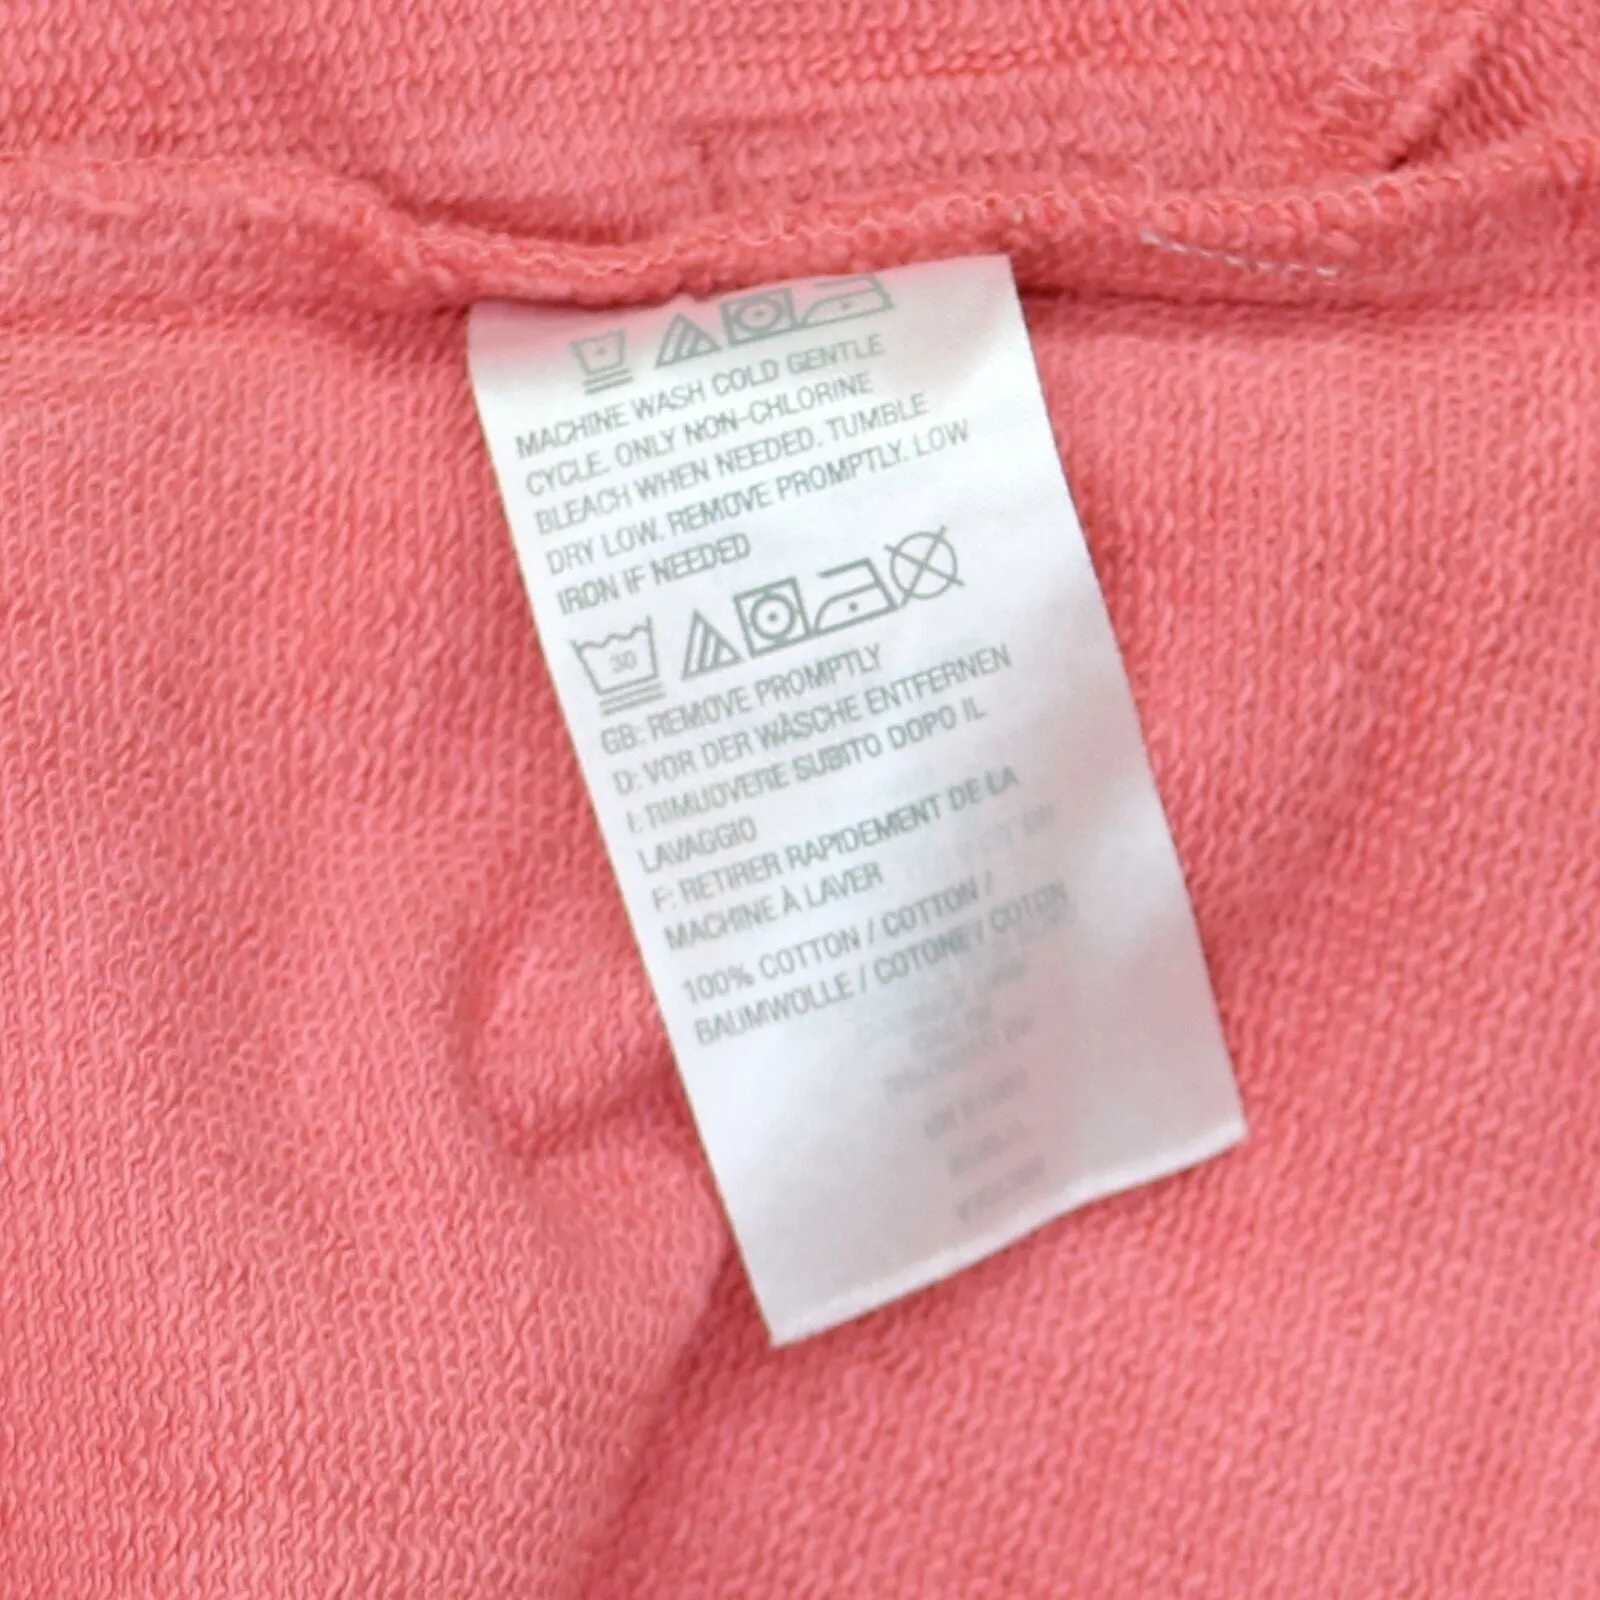 MACHINE WASH COLD GENTLE
CYCLE. ONLY NON-CHLORINE
BLEACH WHEN NEEDED. TUMBLE
DRY LOW. REMOVE PROMPTLY. LOW
IRON IF NEEDED
30
GB: REMOVE PROMPTLY
D: VOR DER WÄSCHE ENTFERNEN
I: RIMUOVERE SUBITO DOPO IL
LAVAGGIO
F: RETIRER RAPIDEMENT DE LA
MACHINE À LAVER
100% COTTON / COTTON /
BAUMWOLLE / COTONE / COTON